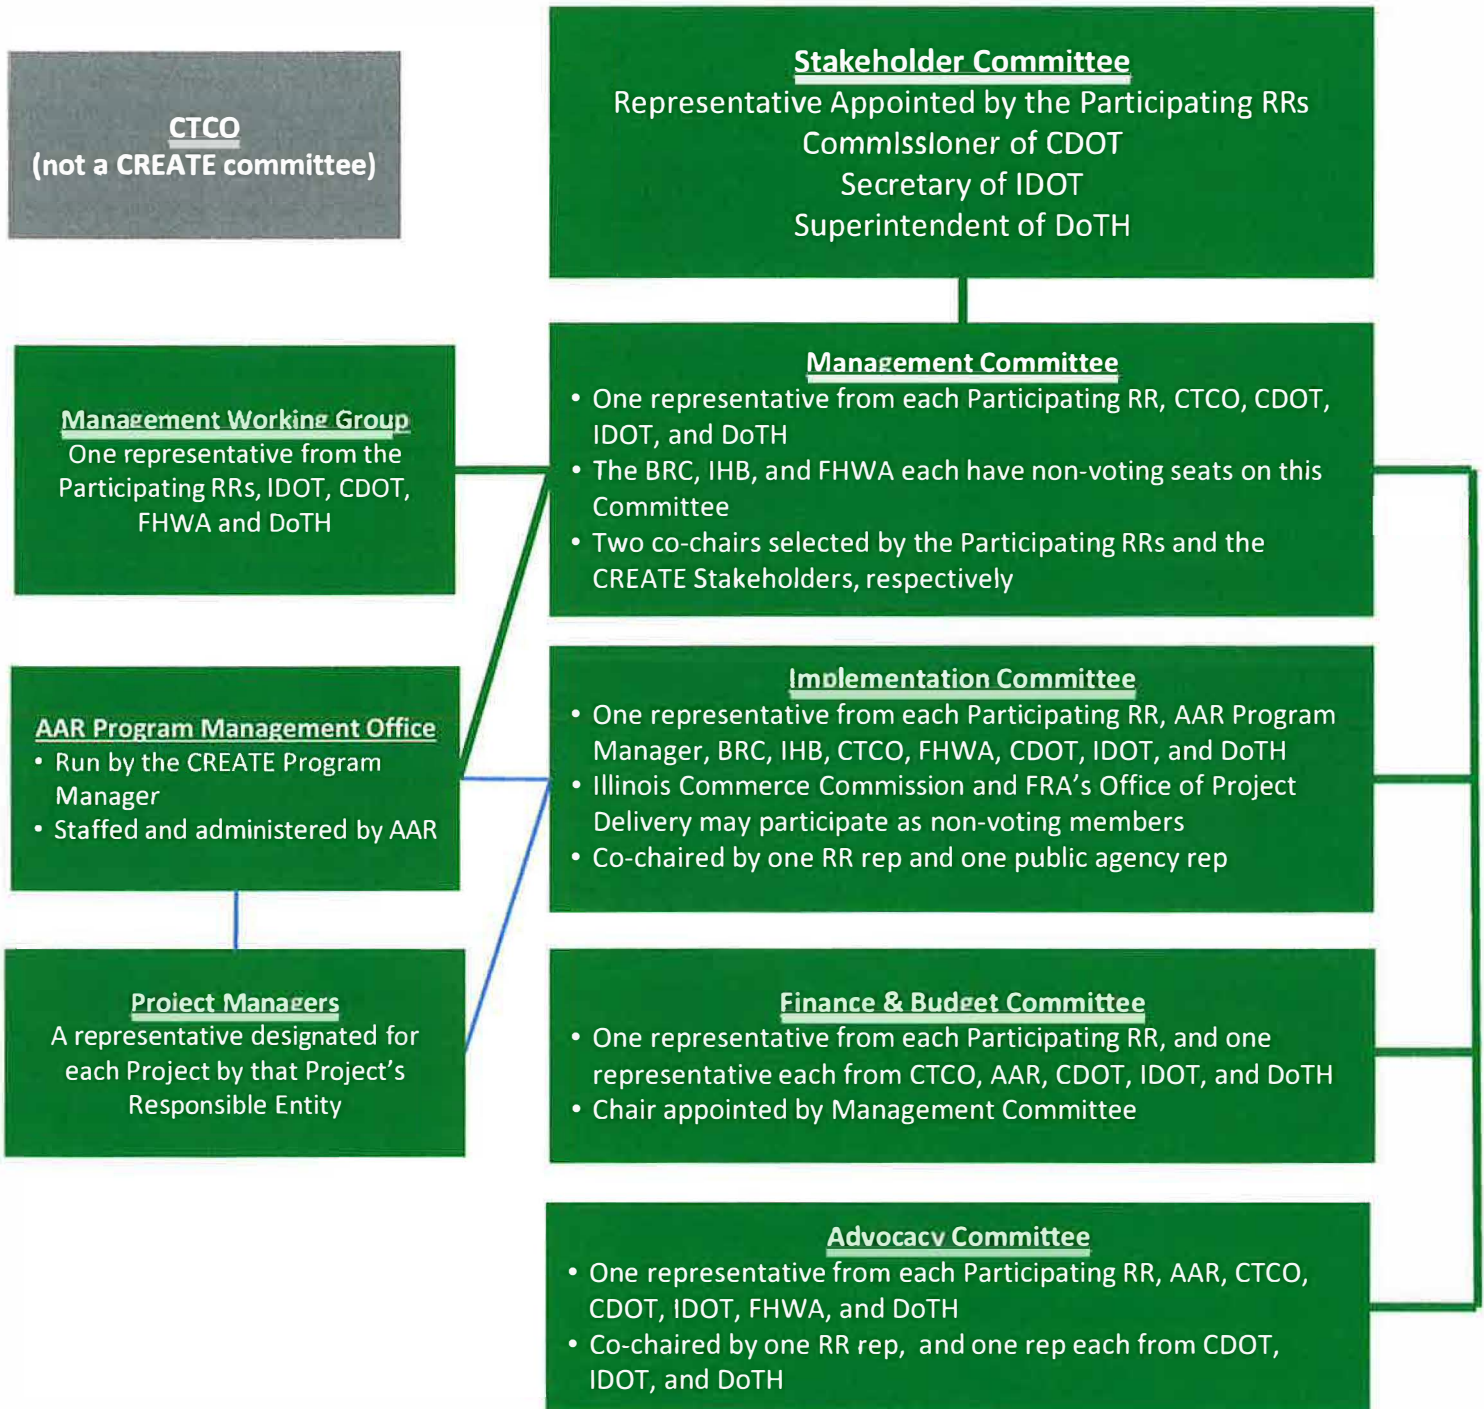 CTCO
(not a CREATE committee)
Stakeholder Committee
Representative Appointed by the Participating RRs
Commissioner of CDOT
Secretary of IDOT
Superintendent of DoTH
Management Working Group
One representative from the
Participating RRs, IDOT, CDOT,
FHWA and DoTH
Management Committee
• One representative from each Participating RR, CTCO, CDOT,
IDOT, and DoTH
• The BRC, IHB, and FHWA each have non-voting seats on this
Committee
• Two co-chairs selected by the Participating RRs and the
CREATE Stakeholders, respectively
AAR Program Management Office
• Run by the CREATE Program
Manager
• Staffed and administered by AAR
Implementation Committee
• One representative from each Participating RR, AAR Program
Manager, BRC, IHB, CTCO, FHWA, CDOT, IDOT, and DoTH
• Illinois Commerce Commission and FRA's Office of Project
Delivery may participate as non-voting members
• Co-chaired by one RR rep and one public agency rep
Project Managers
A representative designated for
each Project by that Project's
Responsible Entity
Finance & Budget Committee
• One representative from each Participating RR, and one
representative each from CTCO, AAR, CDOT, IDOT, and DoTH
• Chair appointed by Management Committee
Advocacy Committee
• One representative from each Participating RR, AAR, CTCO,
CDOT, IDOT, FHWA, and DoTH
• Co-chaired by one RR rep, and one rep each from CDOT,
IDOT, and DoTH